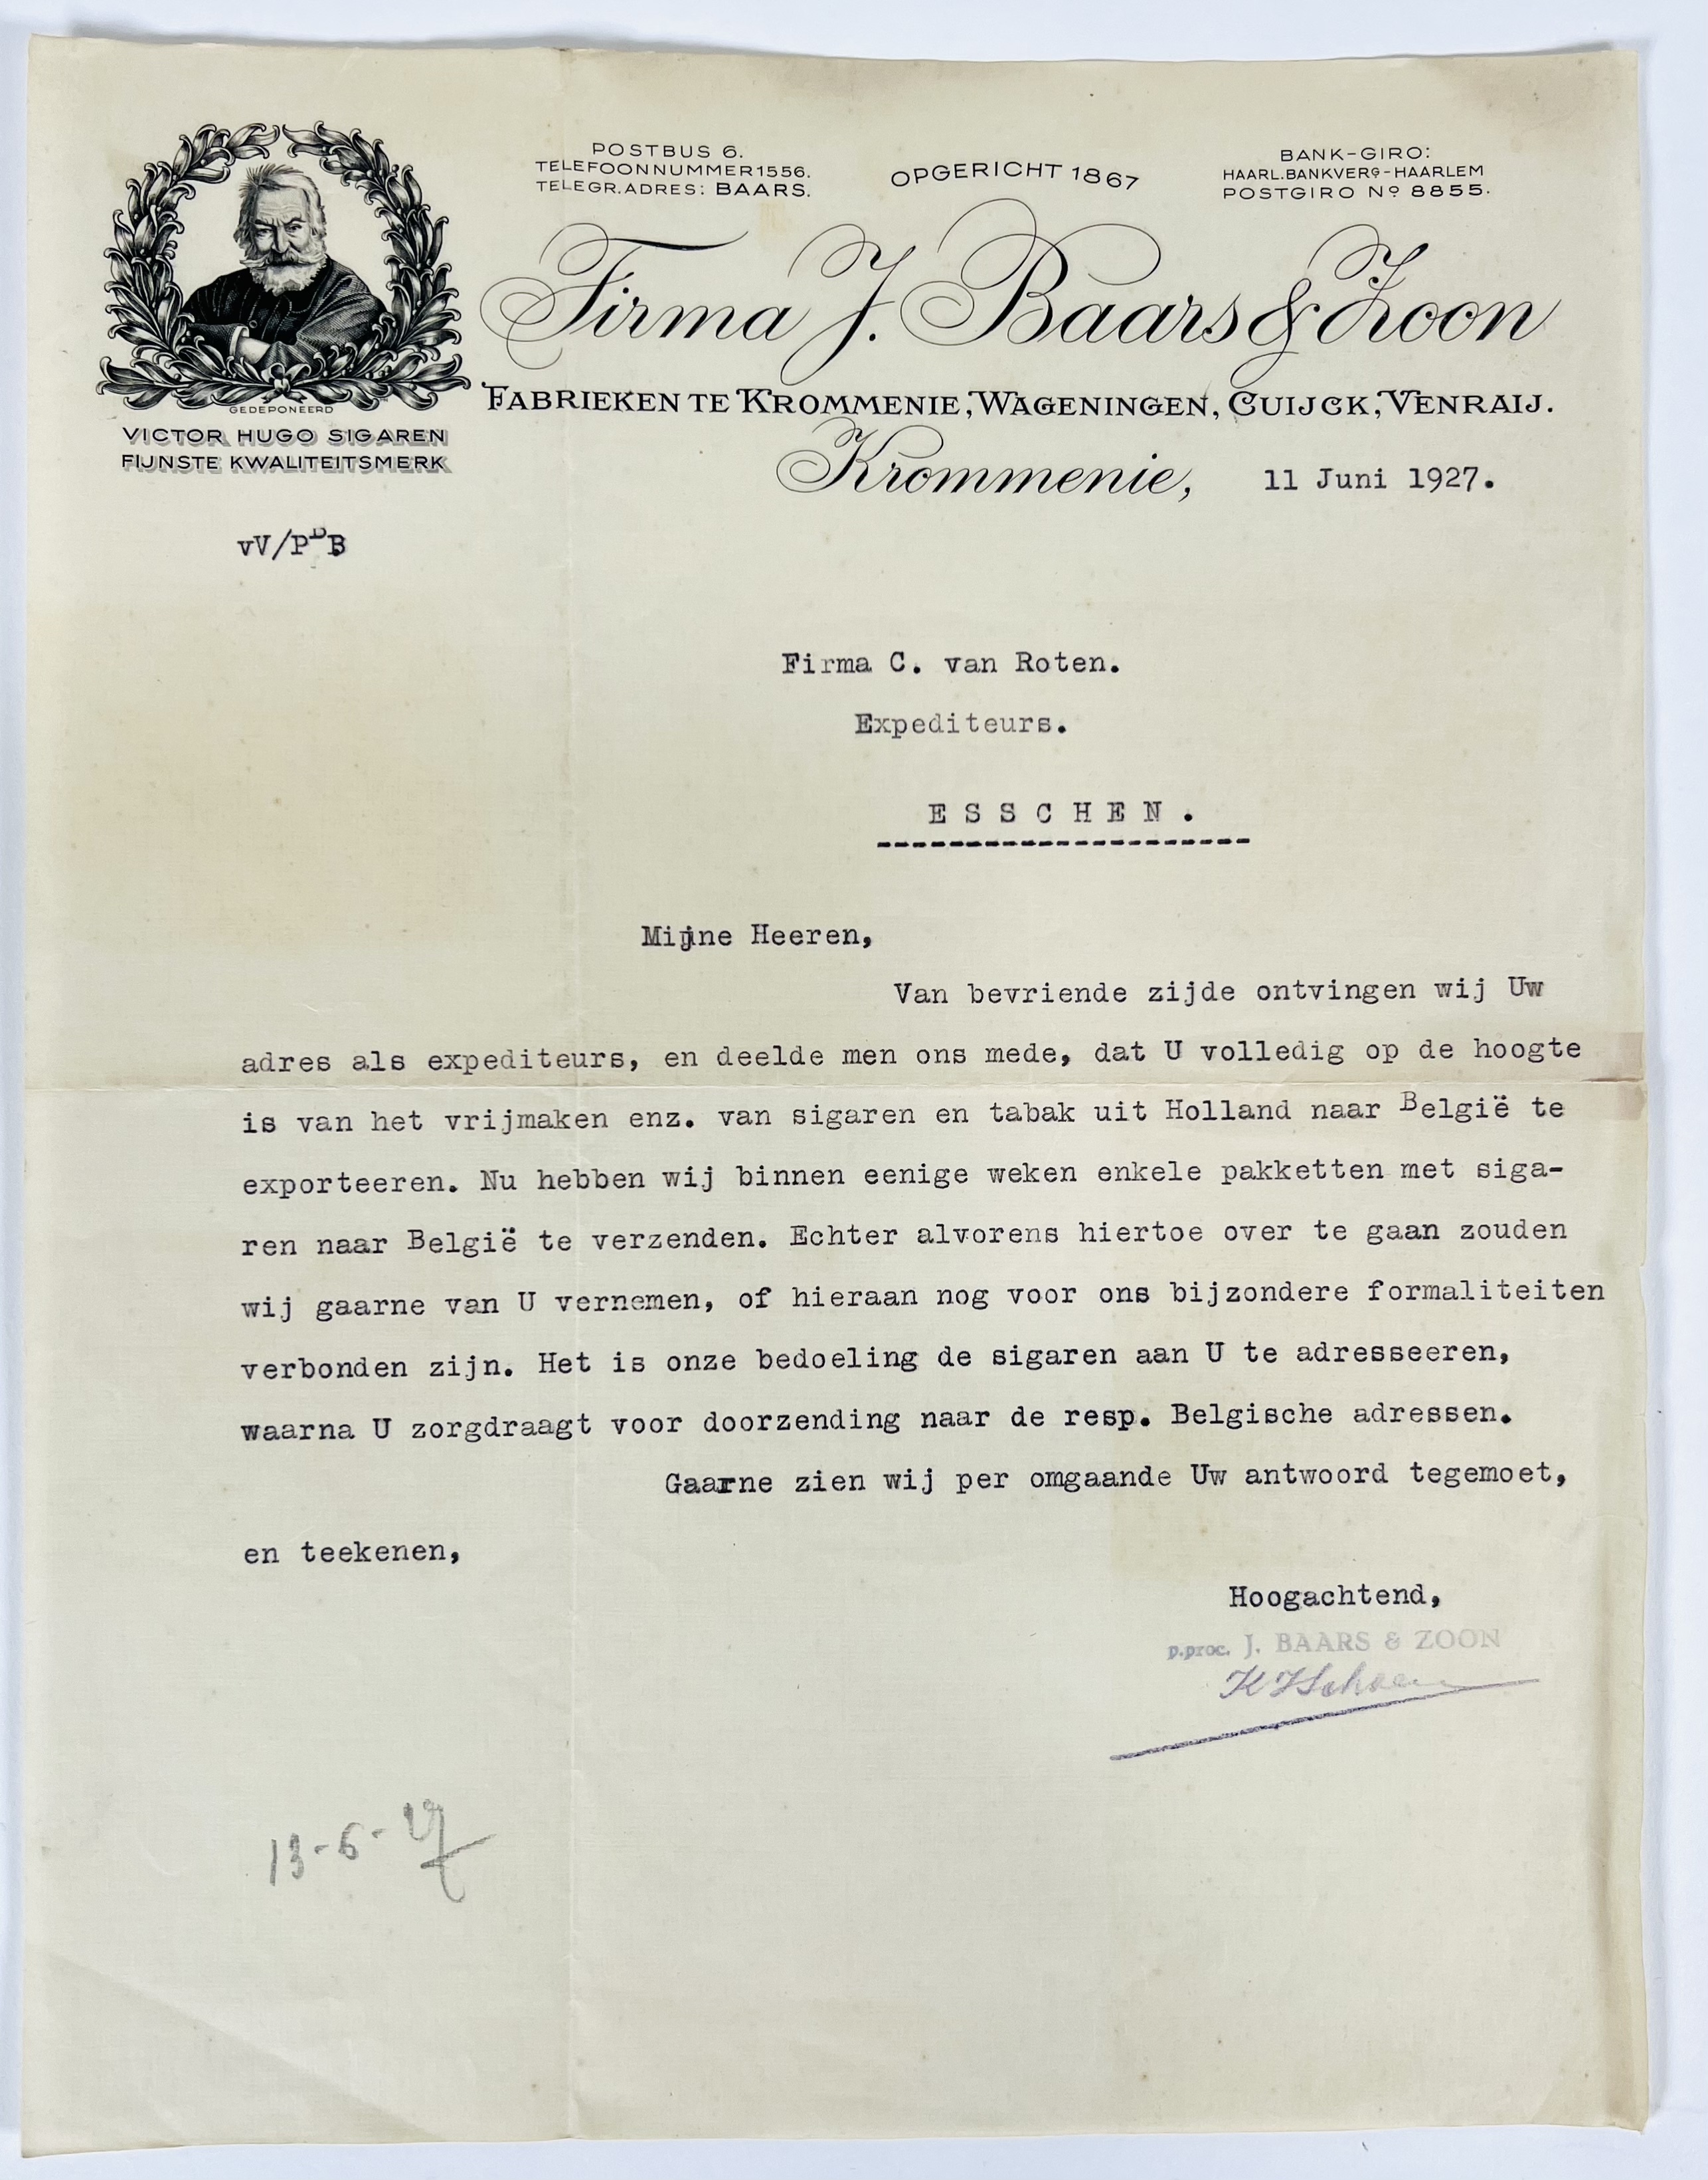 POSTBUS 6.
TELEFOONNUMMER 1556.
TELEGR.ADRES: BAARS.
OPGERICHT 1867
BANK-GIRO:
HAARL.BANKVERG-HAARLEM
POSTGIRO No 8855.
Firma J. Baars & Zoon
FABRIEKEN TE KROMMENIE, WAGENINGEN, CUIJCK, VENRAIJ.
GEDEPONEERD
VICTOR HUGO SIGAREN
FIJNSTE KWALITEITSMERK
Krommenie, 11 Juni 1927.
vV/PB
Firma C. van Roten.
Expediteurs.
ESSCHEN.
Mijne Heeren,
Van bevriende zijde ontvingen wij Uw
adres als expediteurs, en deelde men ons mede, dat U volledig op de hoogte
is van het vrijmaken enz. van sigaren en tabak uit Holland naar België te
exporteeren. Nu hebben wij binnen eenige weken enkele pakketten met siga-
ren naar België te verzenden. Echter alvorens hiertoe over te gaan zouden
wij gaarne van U vernemen, of hieraan nog voor ons bijzondere formaliteiten
verbonden zijn. Het is onze bedoeling de sigaren aan U te adresseeren,
waarna U zorgdraagt voor doorzending naar de resp. Belgische adressen.
Gaarne zien wij per omgaande Uw antwoord tegemoet,
en teekenen,
Hoogachtend,
p.proc. J. BAARS & ZOON
13-6-27